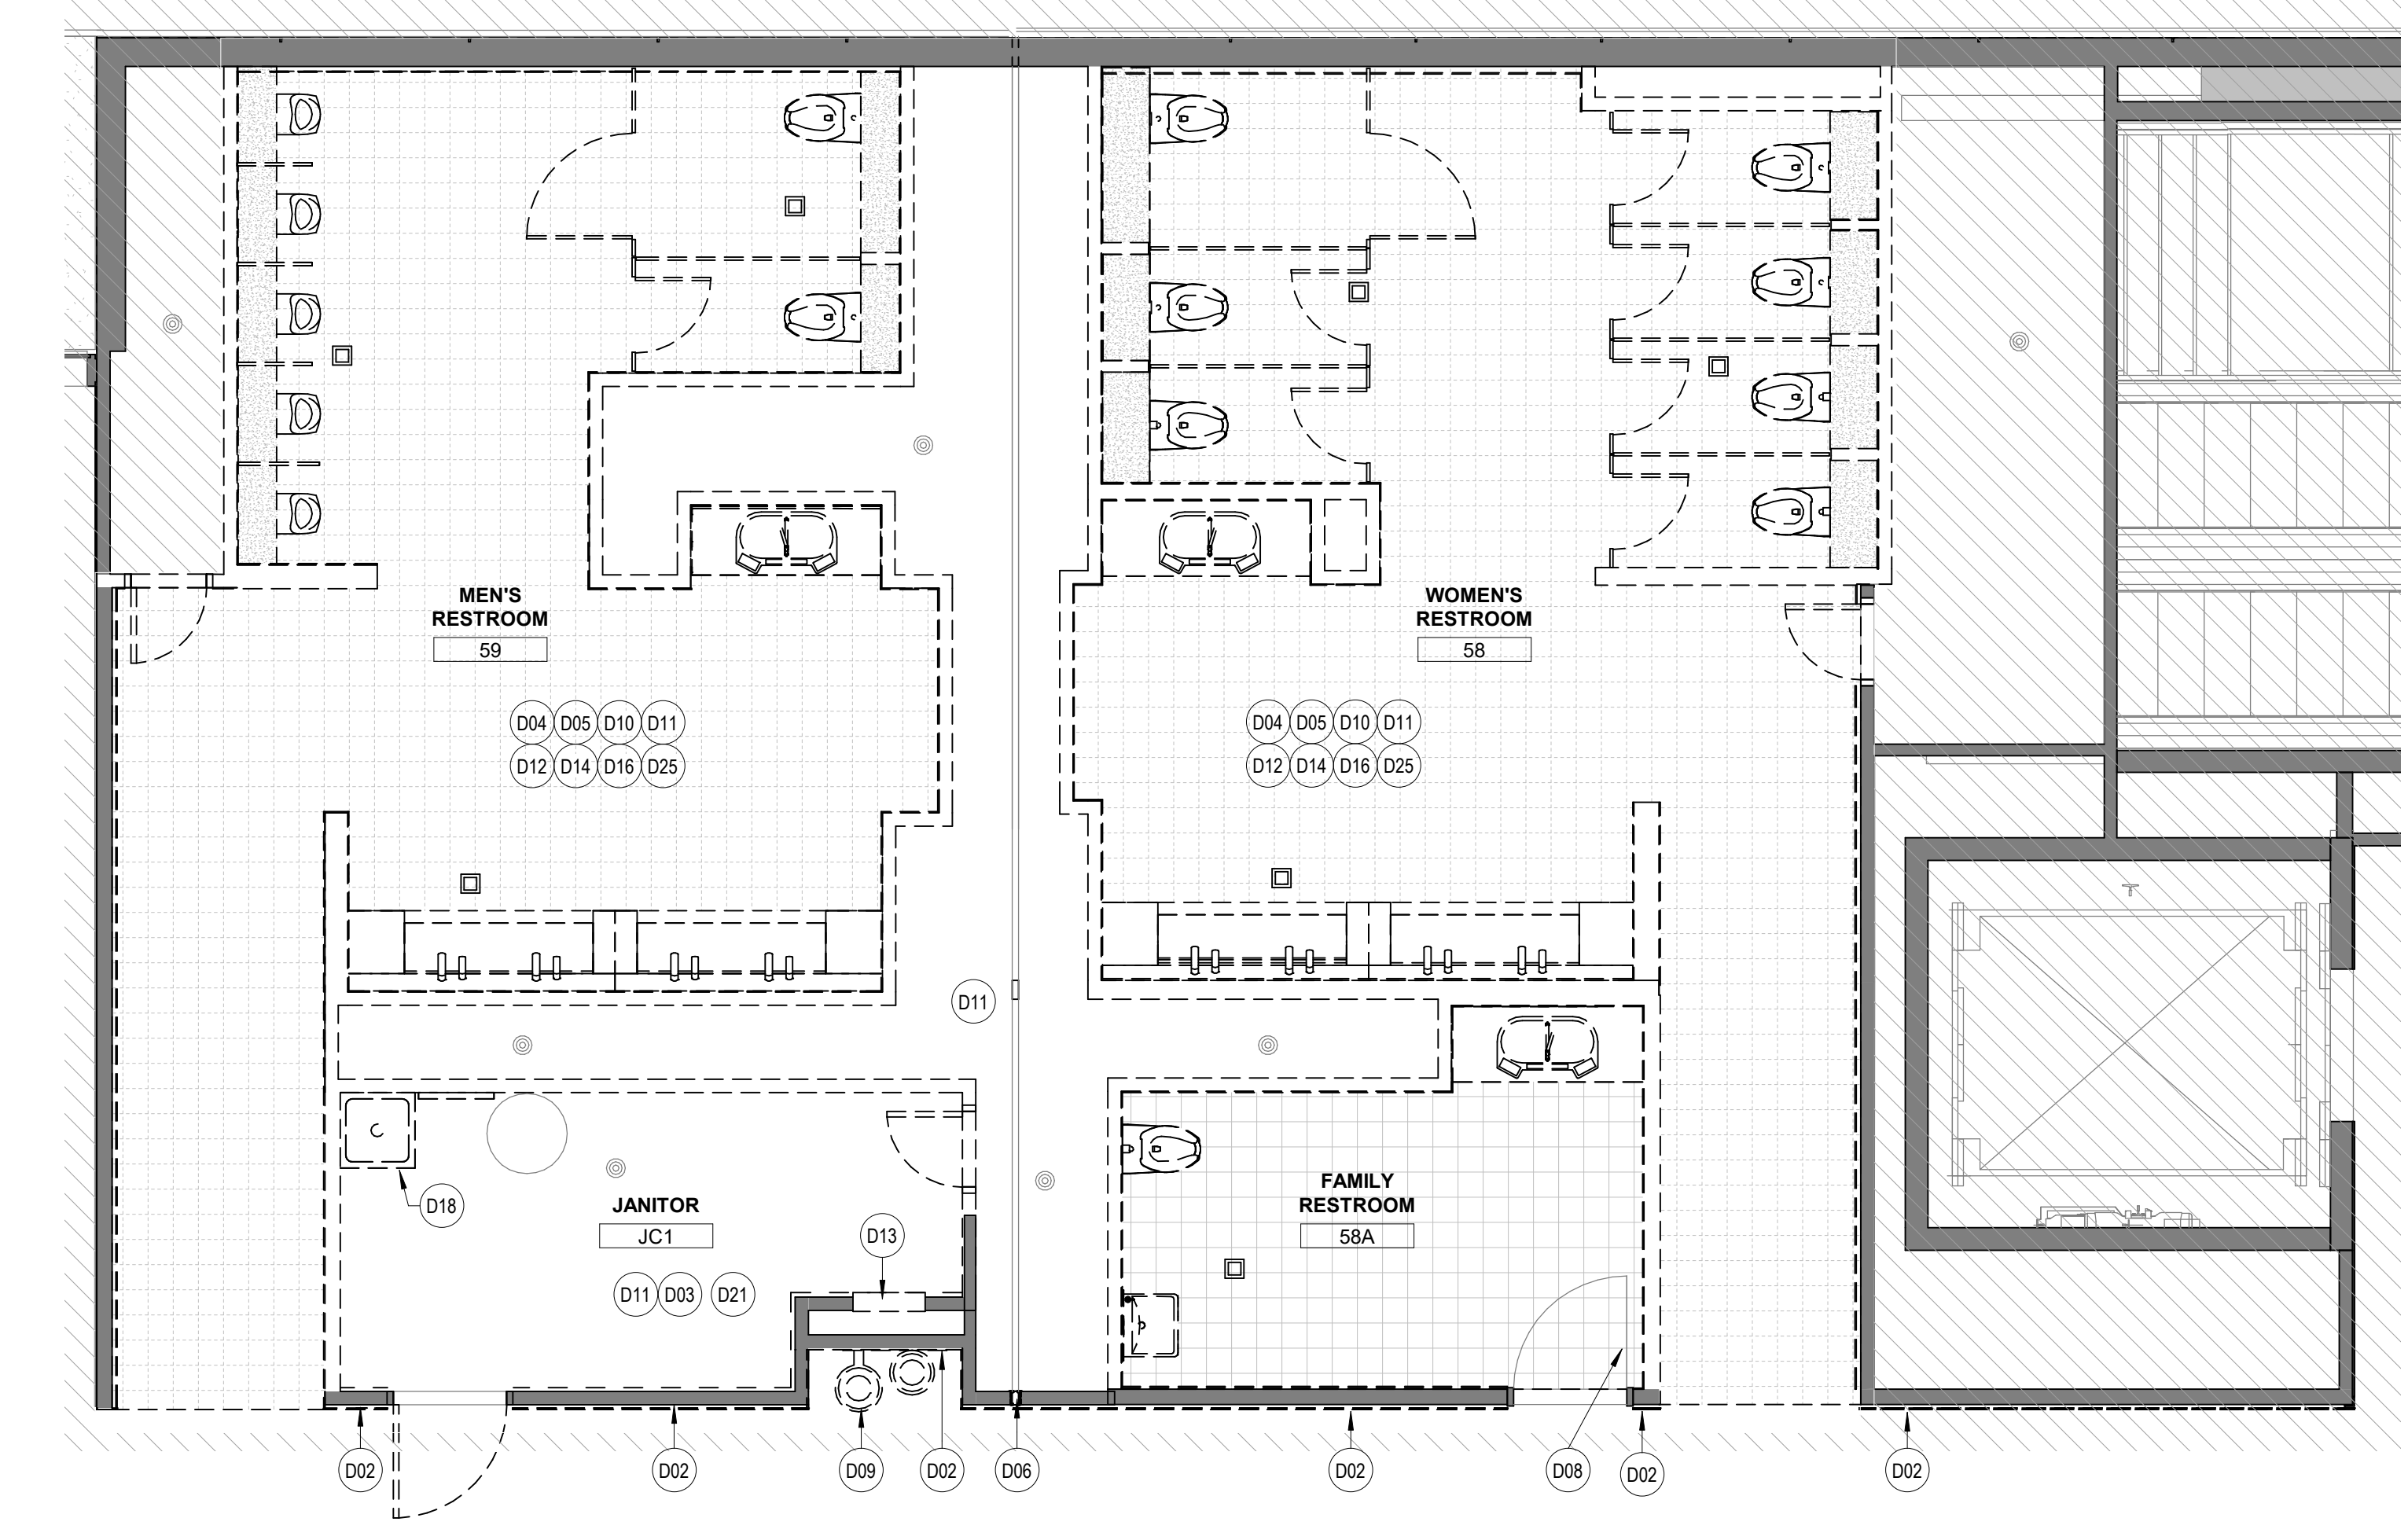 MEN'S
RESTROOM
59
WOMEN'S
RESTROOM
58
D04 D05 D10 D11
D12 D14 D16 D25
D04 D05 D10 D11
D12 D14 D16 D25
D11
D18
JANITOR
JC1
D13
D11 D03 D21
FAMILY
RESTROOM
58A
D02
D02
D09
D02
D06
D02
D08
D02
D02